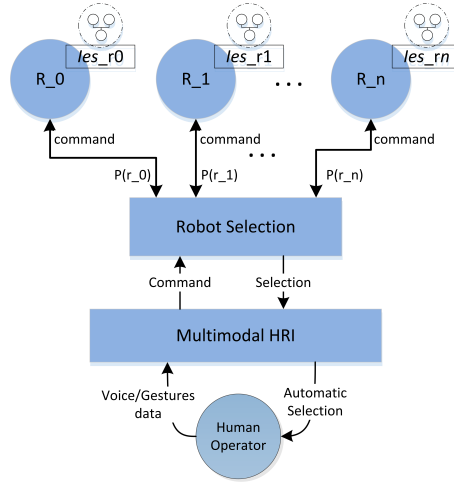 les_r0
les_r1
les_rn
R_0
R_1
...
R_n
command
command
command
...
P(r_0)
P(r_1)
P(r_n)
Robot Selection
Command
Selection
Multimodal HRI
Voice/Gestures
data
Automatic
Selection
Human
Operator